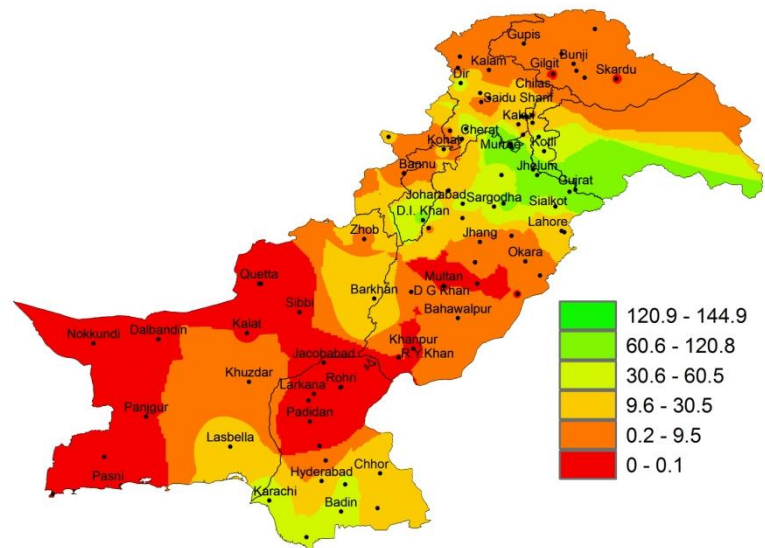 Gupis
Kalam
Gilgit
Bunji
Skardu
Dir
Chilas
Saidu Sharif
Kakul
Cherat
Kohat
Murree
Kotli
Bannu
Jhelum
Gujrat
Joharabad
Sargodha
D.I. Khan
Sialkot
Lahore
Zhob
Jhang
Okara
Quetta
Multan
D G Khan
Barkhan
Sibbi
Bahawalpur
Nokkundi
Dalbandin
Kalat
Khanpur
R Y Khan
Jacobabad
Khuzdar
Rohri
Larkana
Panjgur
Padidan
Lasbella
Pasni
Hyderabad
Chhor
Karachi
Badin
120.9 - 144.9
60.6 - 120.8
30.6 - 60.5
9.6 - 30.5
0.2 - 9.5
0 - 0.1